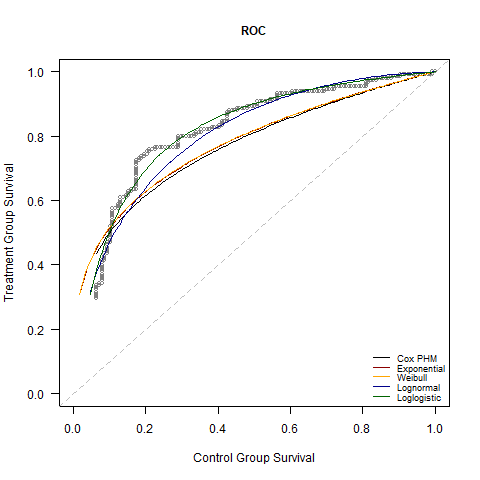 ROC
Treatment Group Survival
1.0
0.8
0.6
0.4
0.2
0.0
Cox PHM
Exponential
Weibull
Lognormal
Loglogistic
0.0 0.2 0.4 0.6 0.8 1.0
Control Group Survival